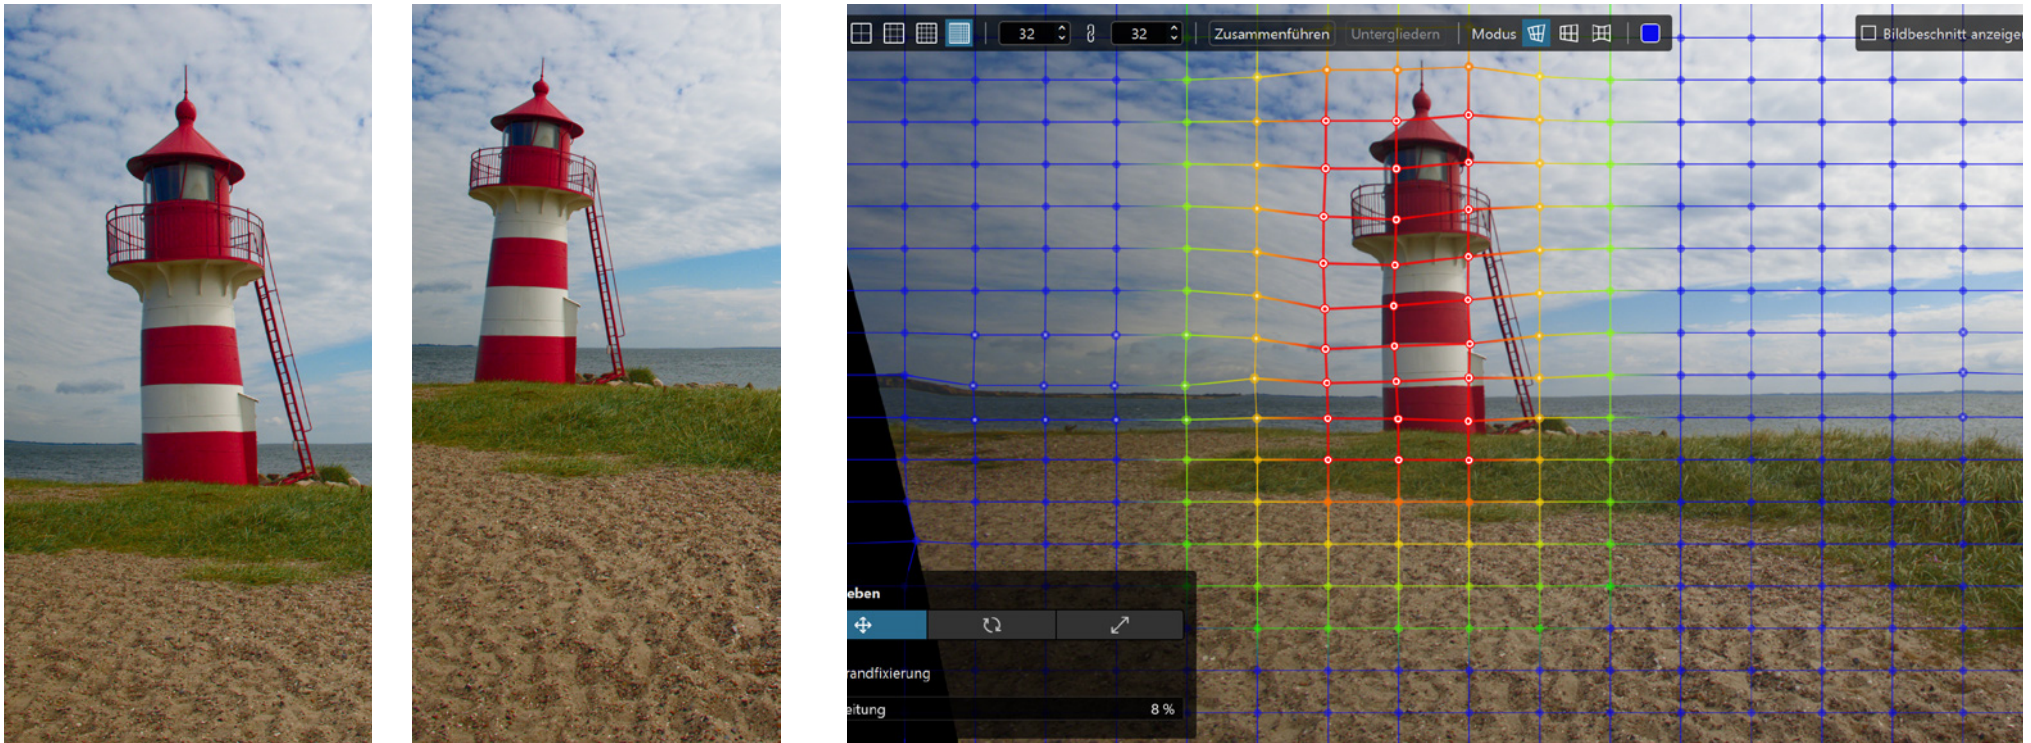 32 32 Zusammenführen Untergliedern Modus Bildbeschnitt anzeigen
eben
randfixierung
eitung 8 %